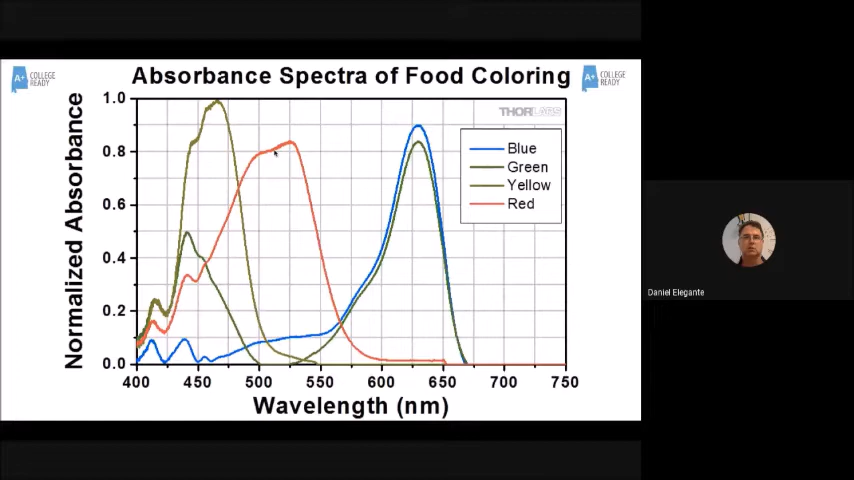 Absorbance Spectra of Food Coloring
A+ COLLEGE
READY
A+ COLLEGE
READY
Normalized Absorbance
1.0
0.8
0.6
0.4
0.2
0.0
THORLABS
Blue
Green
Yellow
Red
400 450 500 550 600 650 700 750
Wavelength (nm)
Daniel Elegante